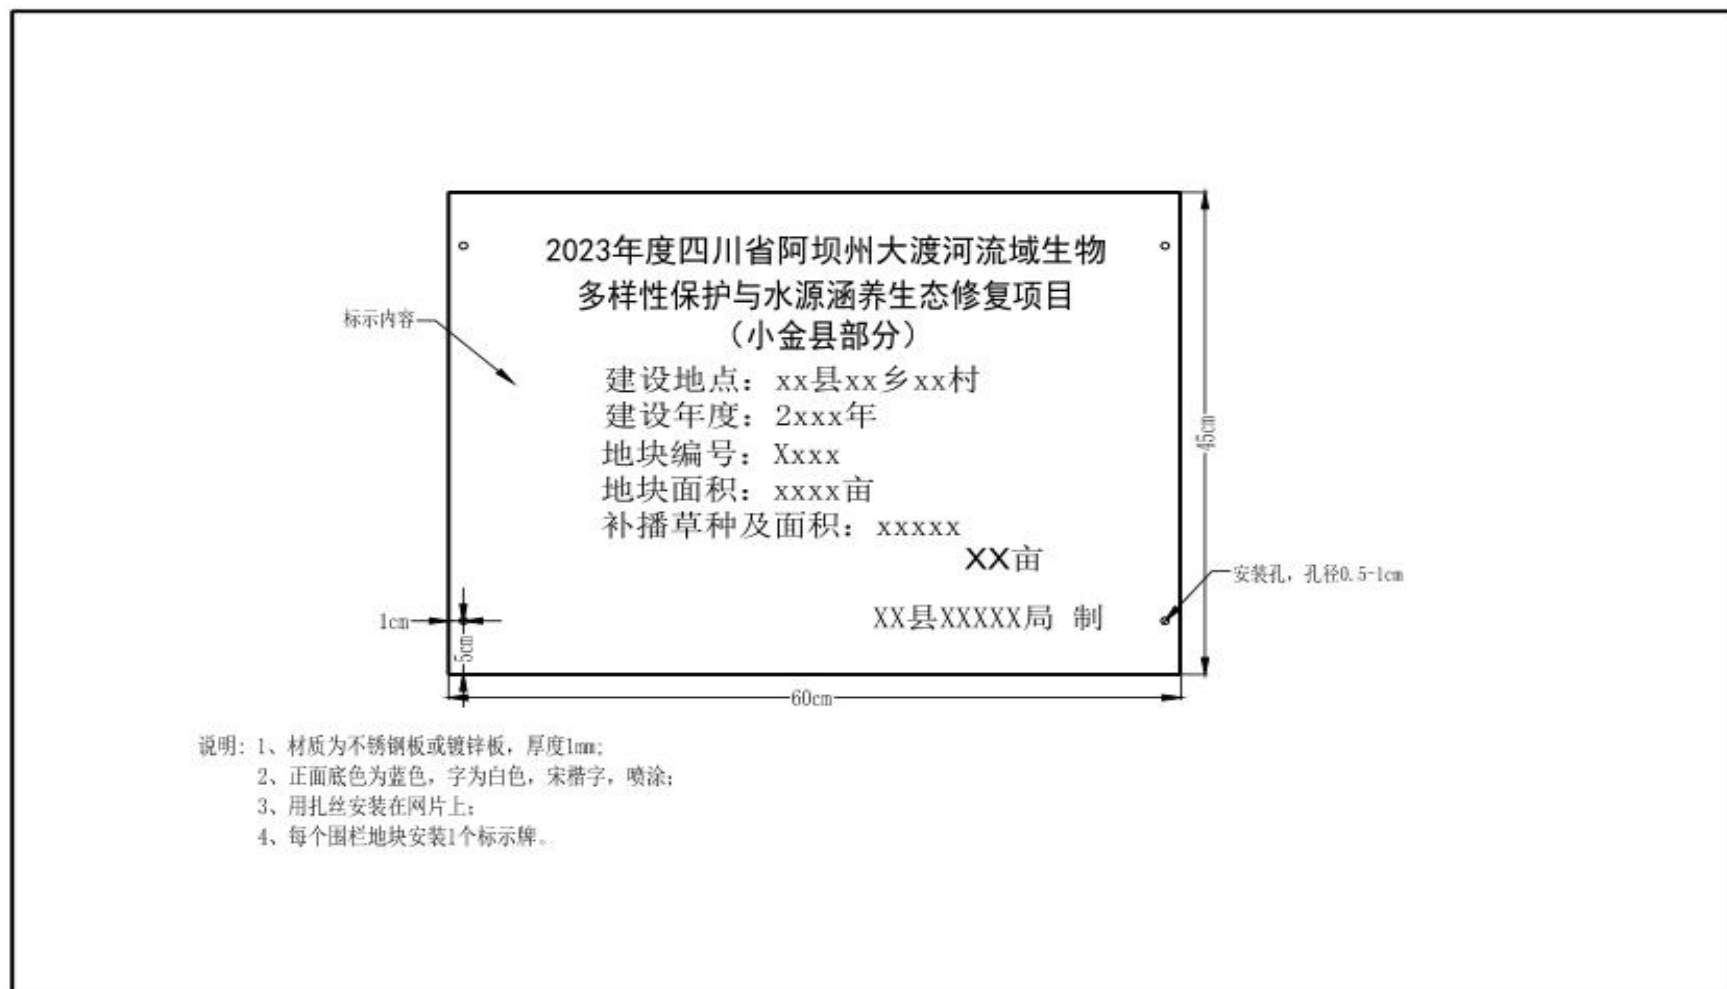 2023年度四川省阿坝州大渡河流域生物
多样性保护与水源涵养生态修复项目
（小金县部分）
标示内容
建设地点：xx县xx乡xx村
建设年度：2xxx年
地块编号：Xxxx
地块面积：xxxx亩
补播草种及面积：xxxxx
XX亩
45cm
安装孔，孔径0.5-1cm
XX县XXXXX局 制
1cm
5cm
60cm
说明: 1、材质为不锈钢板或镀锌板，厚度1mm;
2、正面底色为蓝色，字为白色，宋楷字，喷涂;
3、用扎丝安装在网片上;
4、每个围栏地块安装1个标示牌。